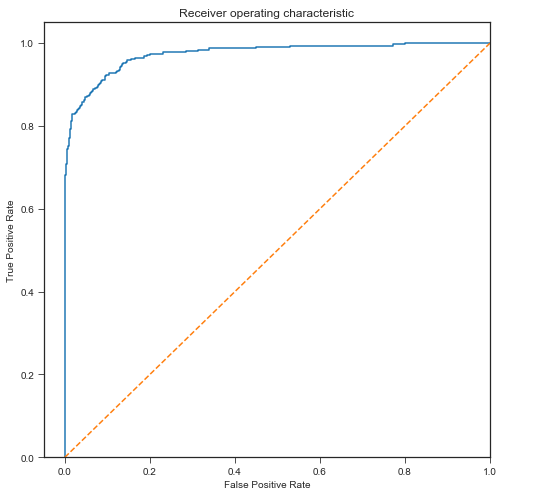 Receiver operating characteristic
True Positive Rate
1.0
0.8
0.6
0.4
0.2
0.0
0.0 0.2 0.4 0.6 0.8 1.0
False Positive Rate